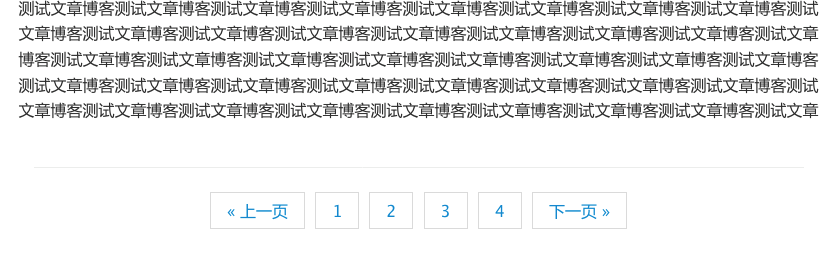 测试文章博客测试文章博客测试文章博客测试文章博客测试文章博客测试文章博客测试文章博客测试文章博客测试
文章博客测试文章博客测试文章博客测试文章博客测试文章博客测试文章博客测试文章博客测试文章博客测试文章
博客测试文章博客测试文章博客测试文章博客测试文章博客测试文章博客测试文章博客测试文章博客测试文章博客
测试文章博客测试文章博客测试文章博客测试文章博客测试文章博客测试文章博客测试文章博客测试文章博客测试
文章博客测试文章博客测试文章博客测试文章博客测试文章博客测试文章博客测试文章博客测试文章博客测试文章
« 上一页 1 2 3 4 下一页 »